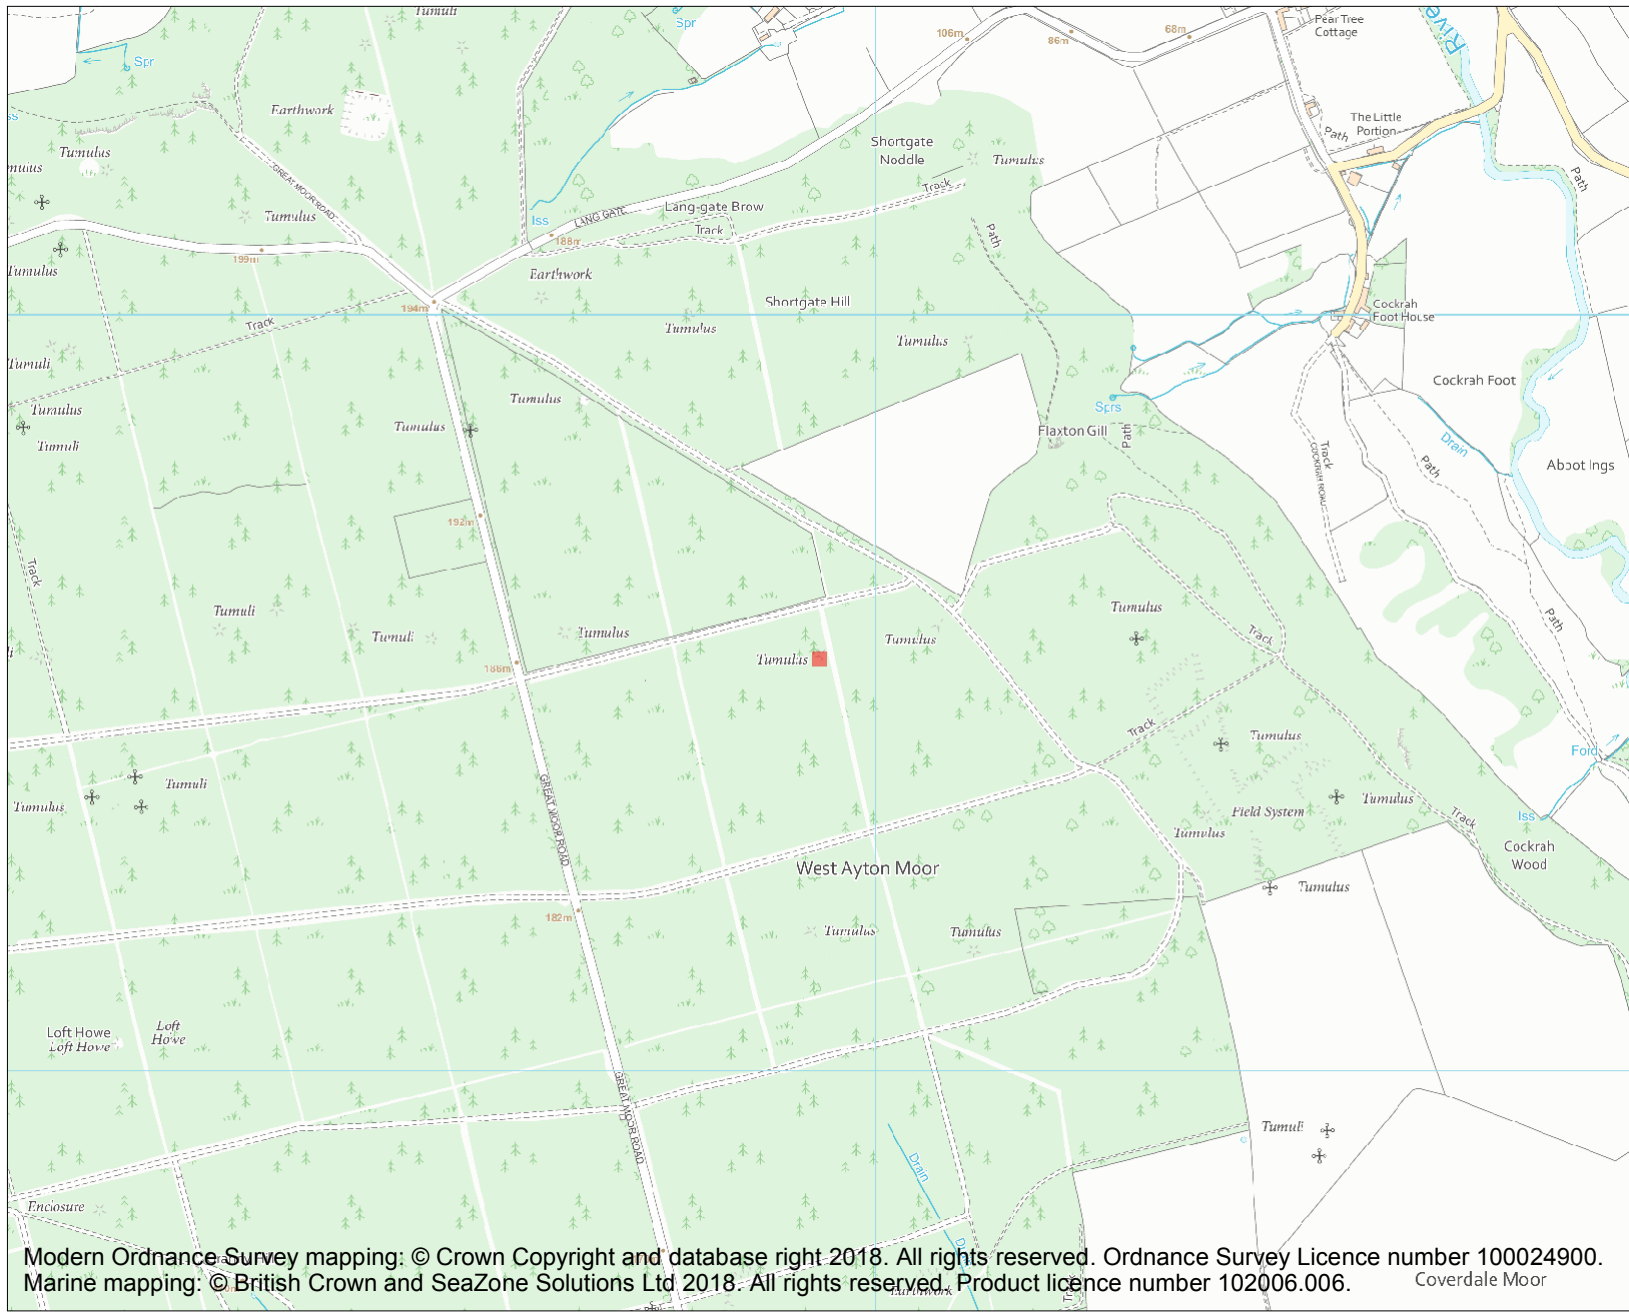 Tumuli
Spr
106m
86m
68m
Pear Tree
Cottage
Spr
Earthwork
The Little
Portion
Path
Tumulus
Shortgate
Noddle
Tumulus
Path
GREAT MOOR ROAD
Track
Tumulus
Iss
LANG GATE
Lang-gate Brow
Track
Path
188m
199m
Tumulus
Earthwork
194m
Shortgate Hill
Cockrah
Foot House
Track
Tumulus
Tumulus
Tumuli
Cockrah Foot
Tumulus
Tumulus
Sprs
Tumulus
Flaxton Gill
Path
Tumuli
Drain
Track
COCKRAH ROAD
Path
Abbot Ings
192m
Track
Tumuli
Tumuli
Tumulus
Tumulus
Tumulus
Path
Track
186m
Tumulus
Track
Tumulus
Ford
Tumuli
Tumulus
GREAT MOOR ROAD
Field System
Tumulus
Track
Iss
Tumulus
Cockrah
Wood
West Ayton Moor
Tumulus
182m
Tumulus
Tumulus
Loft Howe
Loft Howe
Loft
Howe
GREAT MOOR ROAD
Tumuli
Drain
Enclosure
Modern Ordnance Survey mapping: © Crown Copyright and database right 2018. All rights reserved. Ordnance Survey Licence number 100024900.
Marine mapping: © British Crown and SeaZone Solutions Ltd 2018. All rights reserved. Product licence number 102006.006.
Coverdale Moor
Earthwork
Track